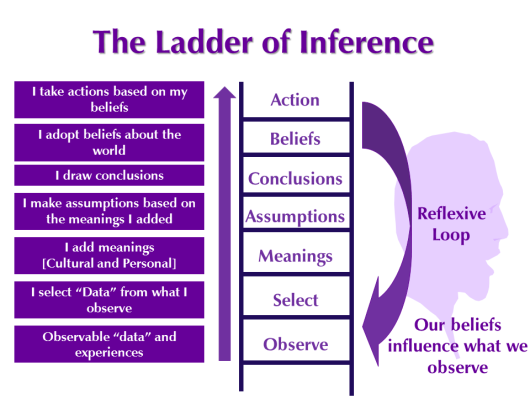 The Ladder of Inference
I take actions based on my
beliefs
I adopt beliefs about the
world
I draw conclusions
I make assumptions based on
the meanings I added
I add meanings
[Cultural and Personal]
I select “Data” from what I
observe
Observable “data” and
experiences
Action
Beliefs
Conclusions
Assumptions
Meanings
Select
Observe
Reflexive
Loop
Our beliefs
influence what we
observe